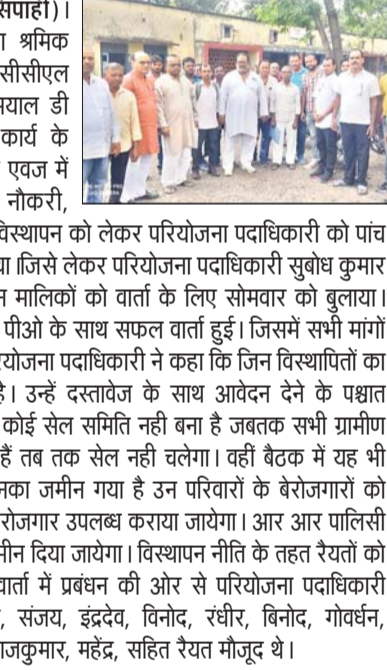 सिपाही)।
श्रमिक
सीसीएल
डी
कार्य के
एवज में
नौकरी,
विस्थापन को लेकर परियोजना पदाधिकारी को पांच
।जिसे लेकर परियोजना पदाधिकारी सुबोध कुमार
मालिकों को वार्ता के लिए सोमवार को बुलाया।
पीओ के साथ सफल वार्ता हुई। जिसमें सभी मांगों
परियोजना पदाधिकारी ने कहा कि जिन विस्थापितों का
है। उन्हें दस्तावेज के साथ आवेदन देने के पश्चात
कोई सेल समिति नही बना है जबतक सभी ग्रामीण
हैं तब तक सेल नही चलेगा। वहीं बैठक में यह भी
जमीन गया है उन परिवारों के बेरोजगारों को
रोजगार उपलब्ध कराया जायेगा। आर आर पालिसी
दिया जायेगा। विस्थापन नीति के तहत रैयतों को
वार्ता में प्रबंधन की ओर से परियोजना पदाधिकारी
, संजय, इंद्रदेव, विनोद, रंधीर, बिनोद, गोवर्धन,
राजकुमार, महेंद्र, सहित रैयत मौजूद थे।